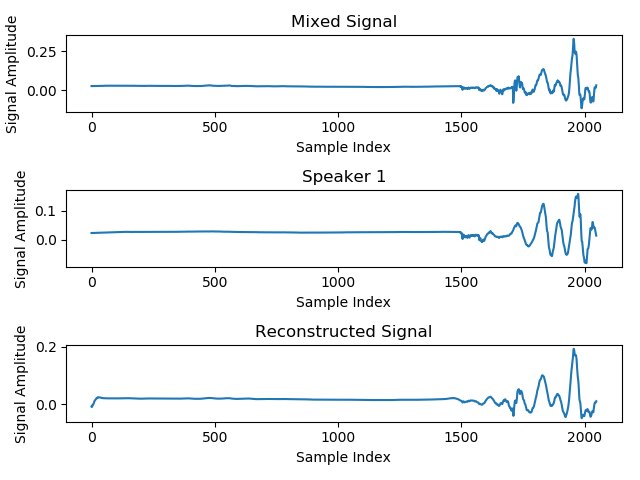 Mixed Signal
Signal Amplitude
0.25
0.00
0 500 1000 1500 2000
Sample Index
Speaker 1
Signal Amplitude
0.1
0.0
0 500 1000 1500 2000
Sample Index
Reconstructed Signal
Signal Amplitude
0.2
0.0
0 500 1000 1500 2000
Sample Index